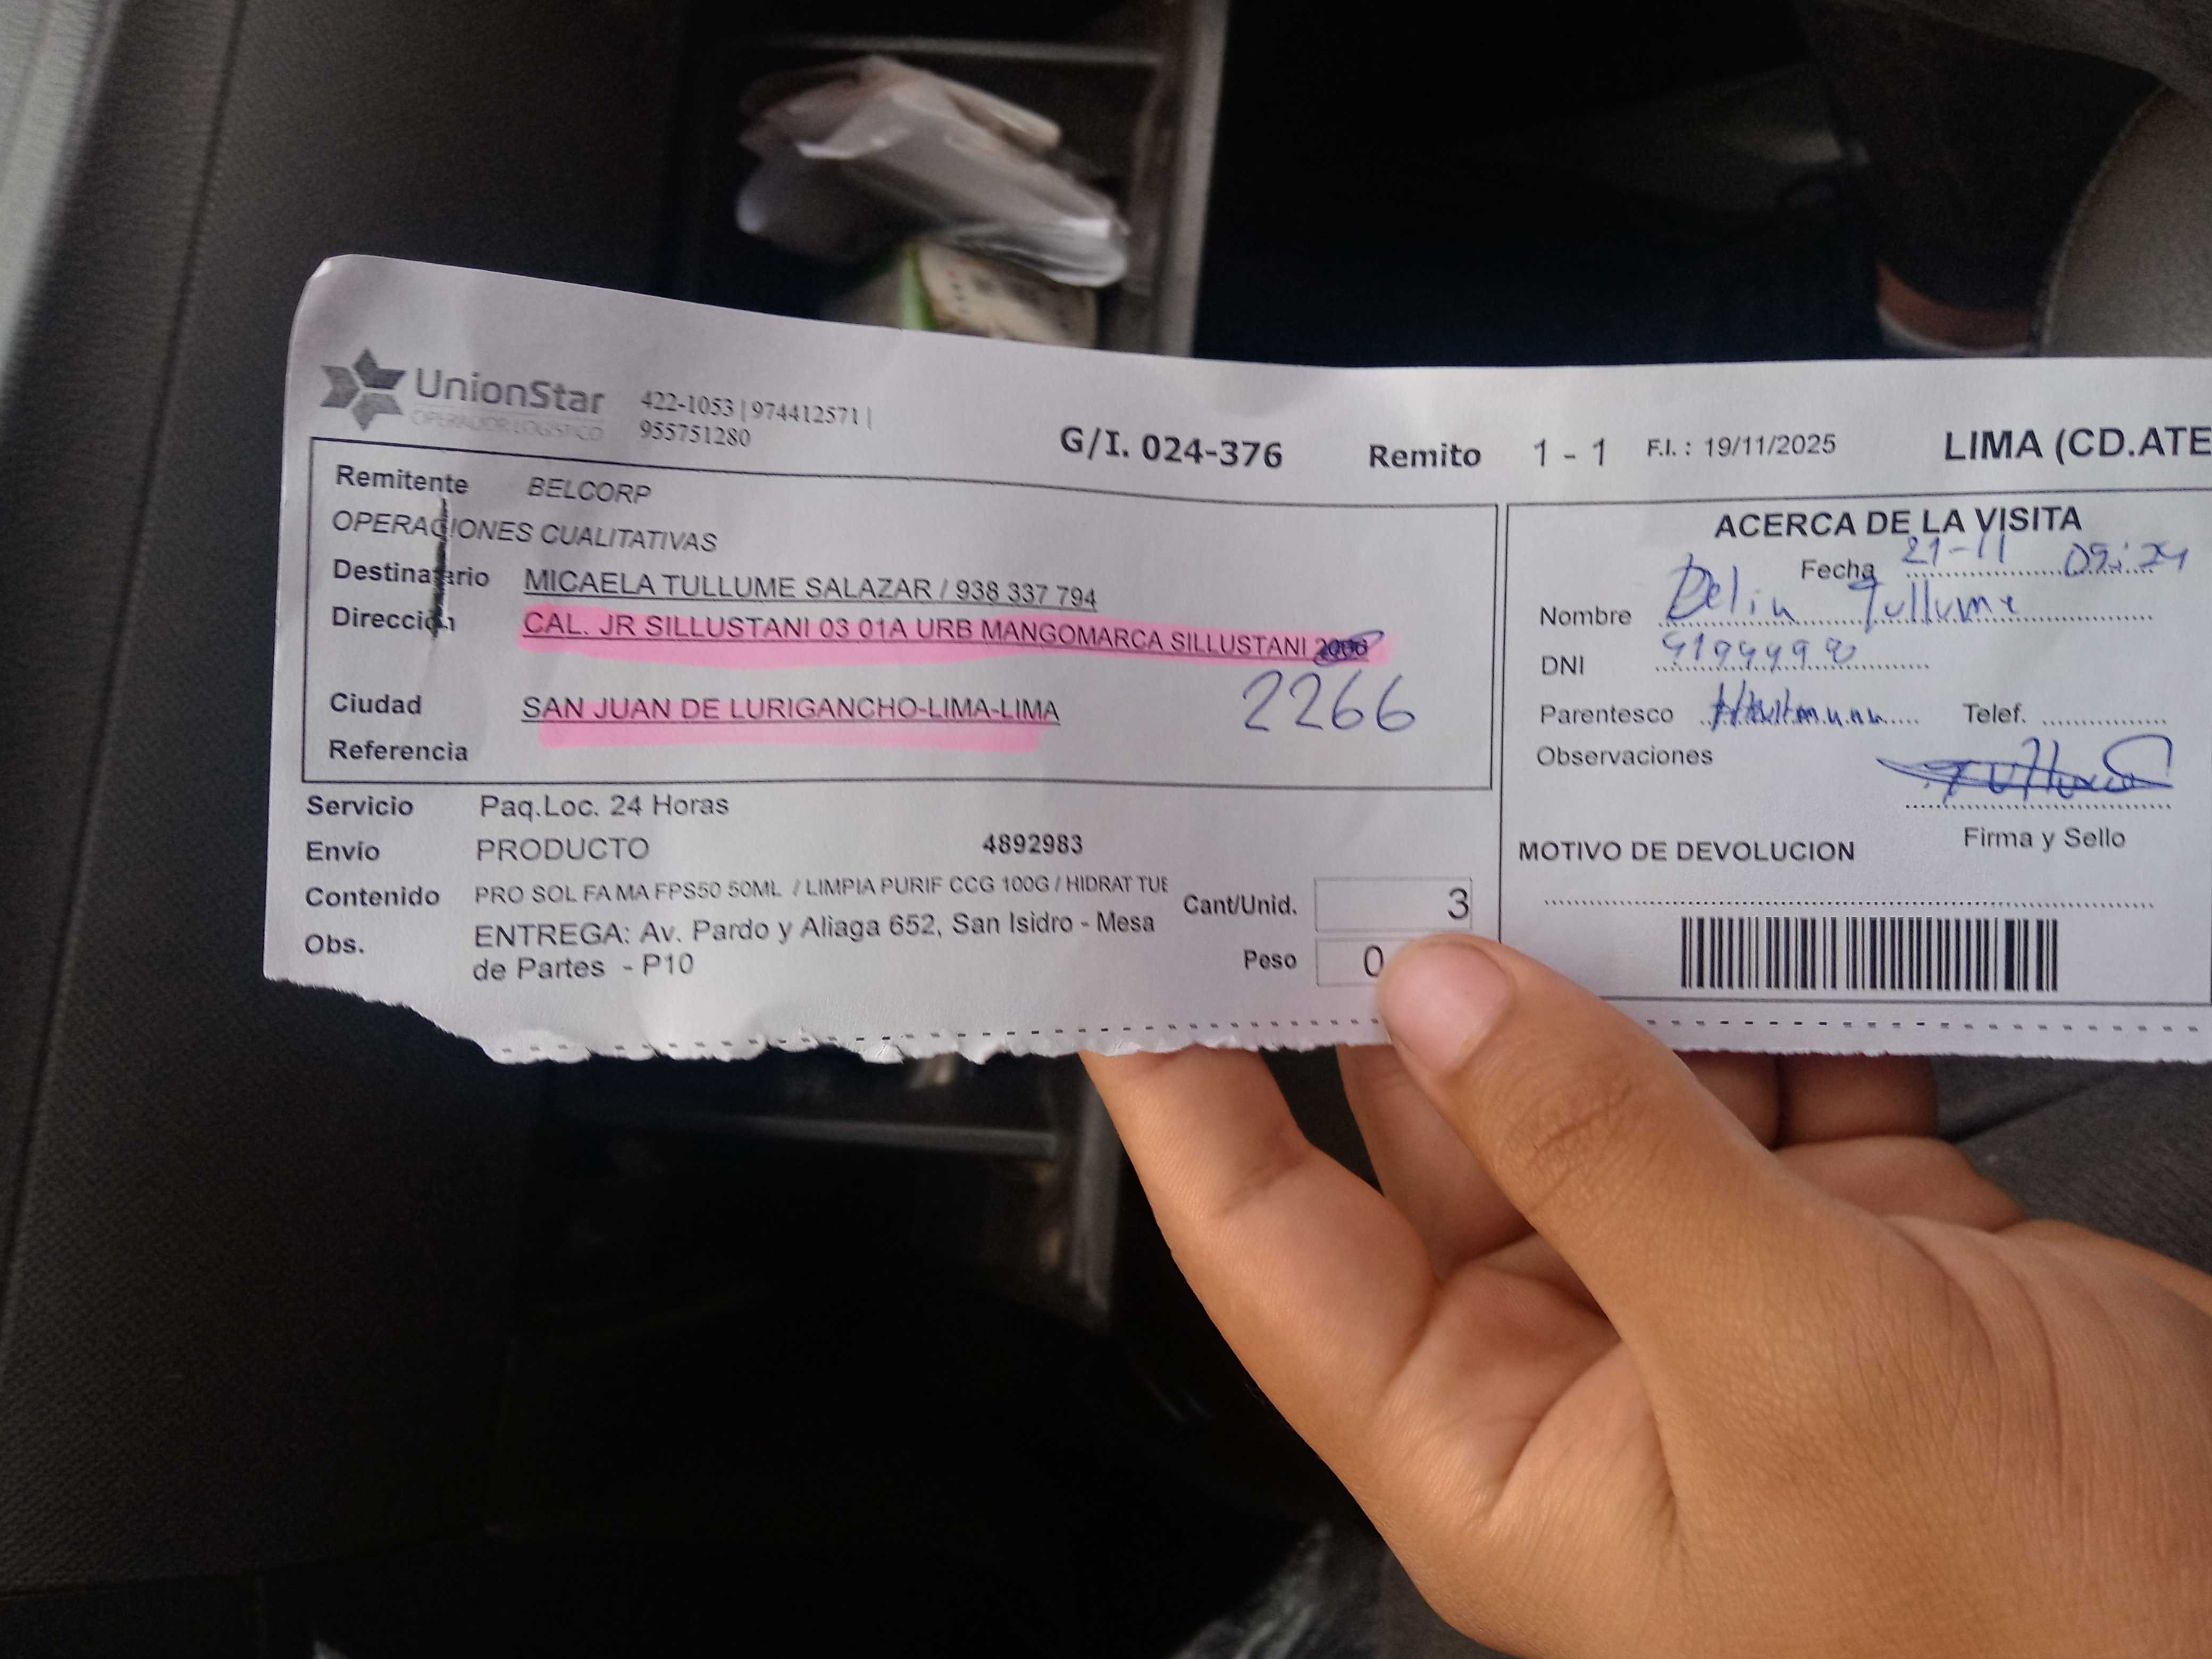 UnionStar
OPERADOR LOGISTICO
422-1053 | 974412571 |
955751280
G/I. 024-376 Remito 1 - 1 F.I. : 19/11/2025 LIMA (CD.ATE
Remitente BELCORP
OPERACIONES CUALITATIVAS
Destinatario MICAELA TULLUME SALAZAR / 938 337 794
Dirección CAL. JR SILLUSTANI 03 01A URB MANGOMARCA SILLUSTANI
2266
Ciudad SAN JUAN DE LURIGANCHO-LIMA-LIMA
Referencia
Servicio Paq.Loc. 24 Horas
Envío PRODUCTO 4892983
Contenido PRO SOL FA MA FPS50 50ML / LIMPIA PURIF CCG 100G / HIDRAT TUE
Cant/Unid. 3
Obs. ENTREGA: Av. Pardo y Aliaga 652, San Isidro - Mesa
de Partes - P10
Peso 0
ACERCA DE LA VISITA
Fecha 21-11
Nombre Tullume
DNI
Parentesco Telef.
Observaciones
Firma y Sello
MOTIVO DE DEVOLUCION